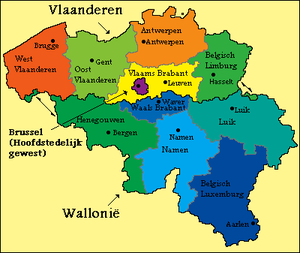 Vlaanderen
Antwerpen
Antwerpen
Brugge
West
Vlaanderen
Gent
Oost
Vlaanderen
Belgisch
Limburg
Hasselt
Vlaams Brabant
Leuven
Brussel
(Hoofdstedelijk
gewest)
Waver
Waals Brabant
Henegouwen
Bergen
Luik
Luik
Namen
Namen
Belgisch
Luxemburg
Aarlen
Wallonië